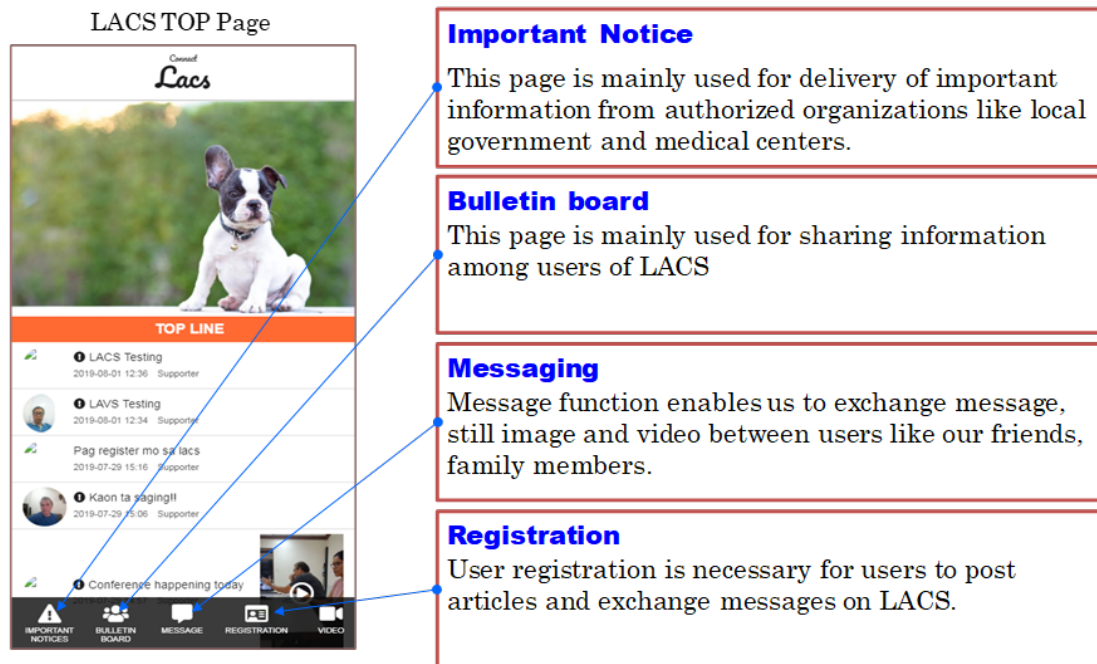 LACS TOP Page
Connect
Lacs
TOP LINE
LACS Testing
2019-08-01 12:36 Supporter
LAVS Testing
2019-08-01 12:34 Supporter
Pag register mo sa lacs
2019-07-29 15:16 Supporter
Kaon ta saging!!
2019-07-29 15:06 Supporter
Conference happening today
IMPORTANT
NOTICES
BULLETIN
BOARD
MESSAGE
REGISTRATION
VIDEO
Important Notice
This page is mainly used for delivery of important
information from authorized organizations like local
government and medical centers.
Bulletin board
This page is mainly used for sharing information
among users of LACS
Messaging
Message function enables us to exchange message,
still image and video between users like our friends,
family members.
Registration
User registration is necessary for users to post
articles and exchange messages on LACS.